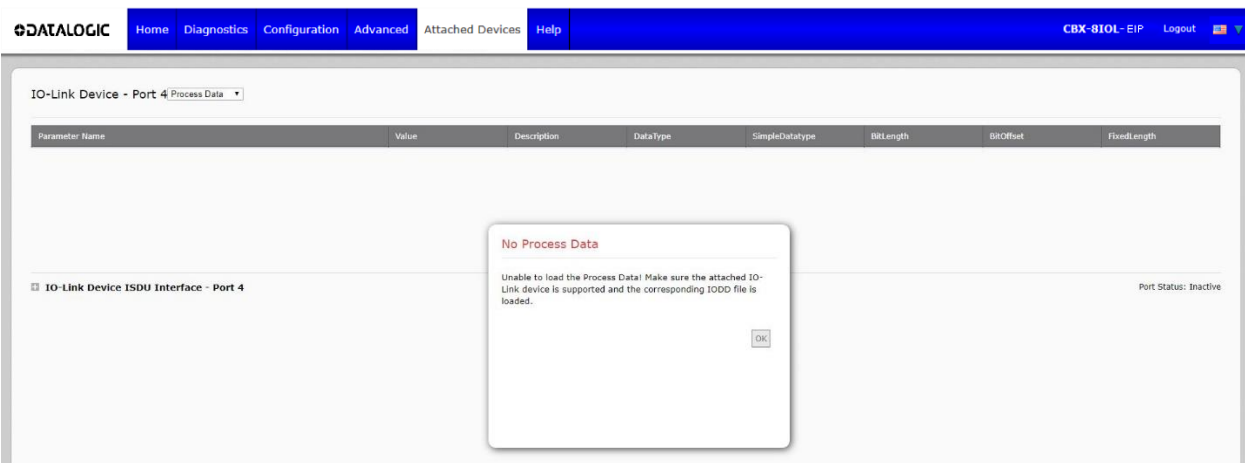 DATALOGIC Home Diagnostics Configuration Advanced Attached Devices Help CBX-8IOL- EIP Logout
IO-Link Device - Port 4 Process Data
Parameter Name Value Description DataType SimpleDatatype BitLength BitOffset FixedLength
No Process Data
Unable to load the Process Data! Make sure the attached IO-
Link device is supported and the corresponding IODD file is
loaded.
IO-Link Device ISDU Interface - Port 4 Port Status: Inactive
OK